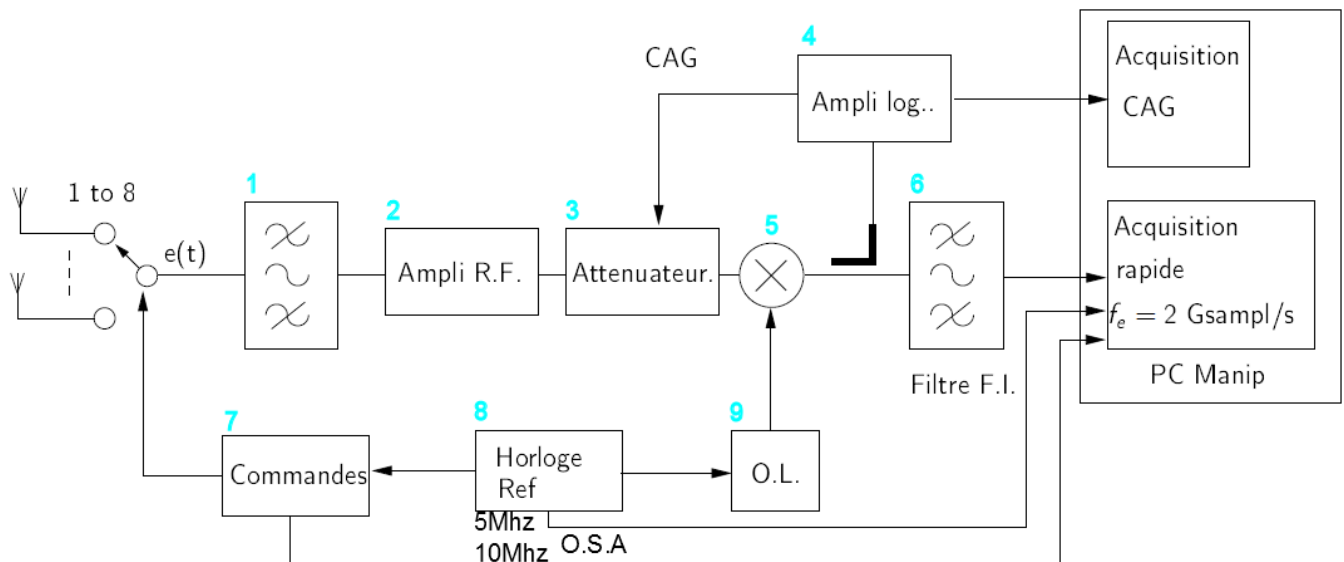 4
CAG
Ampli log..
Acquisition
CAG
1 to 8
e(t)
1
2
Ampli R.F.
3
Attenuateur.
5
6
Filtre F.I.
Acquisition
rapide
fe = 2 Gsampl/s
PC Manip
7
Commandes
8
Horloge
Ref
5Mhz
10Mhz
O.S.A
9
O.L.